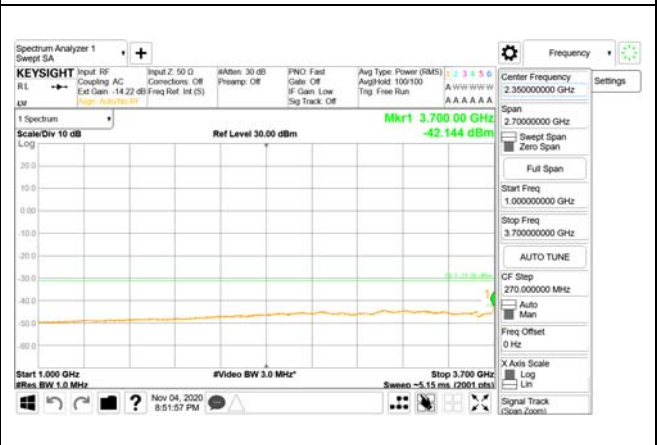 Spectrum Analyzer 1
Swept SA
Frequency
KEYSIGHT
RL
Input: RF
Coupling: AC
Ext Gain: -14.22 dB
Align: Auto/No RF
Input Z: 50 Ω
Corrections: Off
Freq Ref: Int (S)
#Atten: 30 dB
Preamp: Off
PNO: Fast
Gate: Off
IF Gain: Low
Sig Track: Off
Avg Type: Power (RMS)
Avg|Hold: 100/100
Trig: Free Run
1 2 3 4 5 6
A W W W W W
A A A A A A
Settings
1 Spectrum
Scale/Div 10 dB
Ref Level 30.00 dBm
Mkr1 3.700 00 GHz
-42.144 dBm
Log
20.0
10.0
0.00
-10.0
-20.0
-30.0
-40.0
-50.0
-60.0
1
Start 1.000 GHz
#Res BW 1.0 MHz
#Video BW 3.0 MHz*
Stop 3.700 GHz
Sweep ~5.15 ms (2001 pts)
Center Frequency
2.350000000 GHz
Span
2.70000000 GHz
Swept Span
Zero Span
Full Span
Start Freq
1.000000000 GHz
Stop Freq
3.700000000 GHz
AUTO TUNE
CF Step
270.000000 MHz
Auto
Man
Freq Offset
0 Hz
X Axis Scale
Log
Lin
Signal Track
(Span Zoom)
Nov 04, 2020
8:51:57 PM